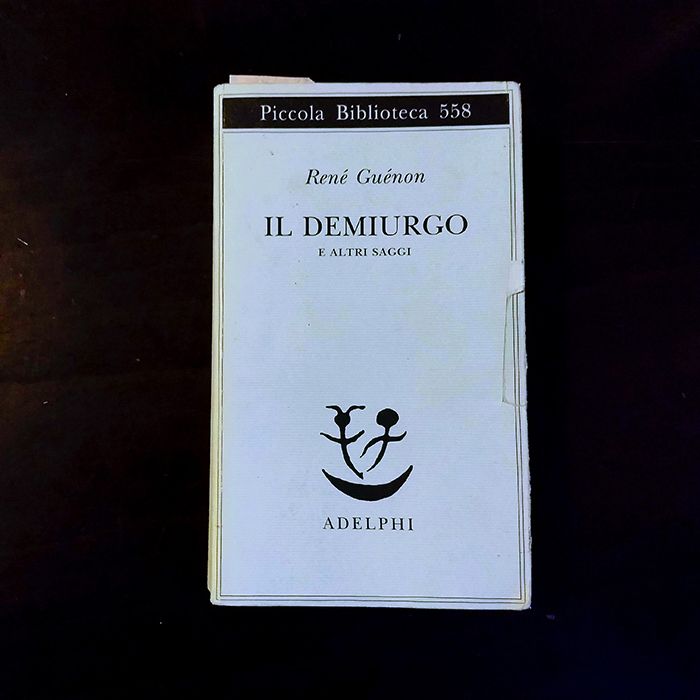 Piccola Biblioteca 558
René Guénon
IL DEMIURGO
E ALTRI SAGGI
ADELPHI